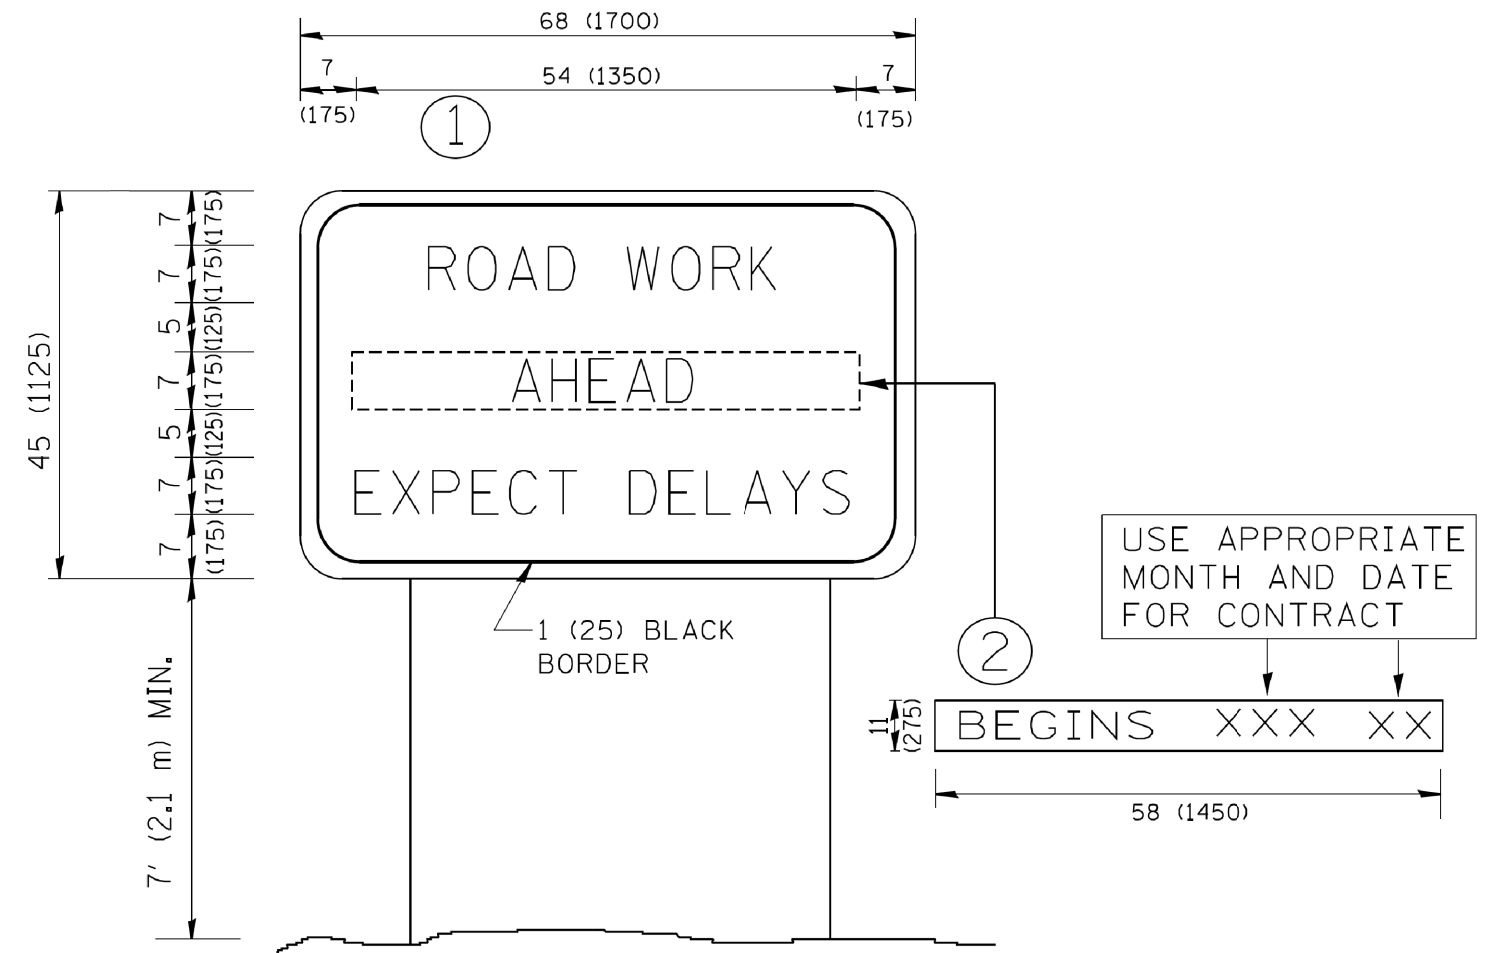 68 (1700)
7
54 (1350)
7
(175)
(175)
1
7
(175)
7
(175)
5
(125)
7
(175)
5
(125)
7
(175)
7
(175)
45 (1125)
ROAD WORK
AHEAD
EXPECT DELAYS
1 (25) BLACK
BORDER
7' (2.1 m) MIN.
USE APPROPRIATE
MONTH AND DATE
FOR CONTRACT
2
11
(275)
BEGINS XXX XX
58 (1450)